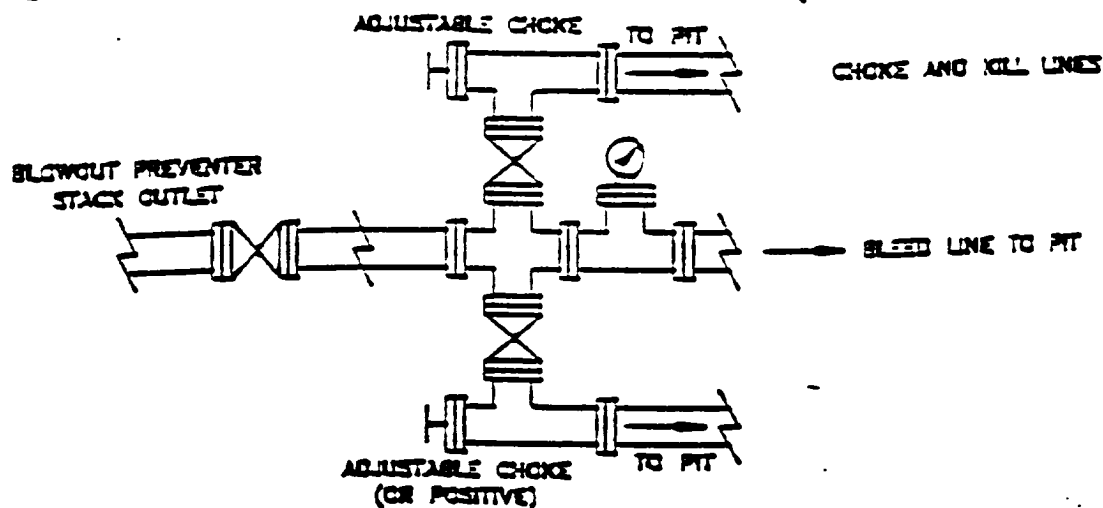 ADJUSTABLE CHOKE
TO PIT
CHOKE AND KILL LINES
BLOWOUT PREVENTER
STACK OUTLET
BLEED LINE TO PIT
TO PIT
ADJUSTABLE CHOKE
(OR POSITIVE)